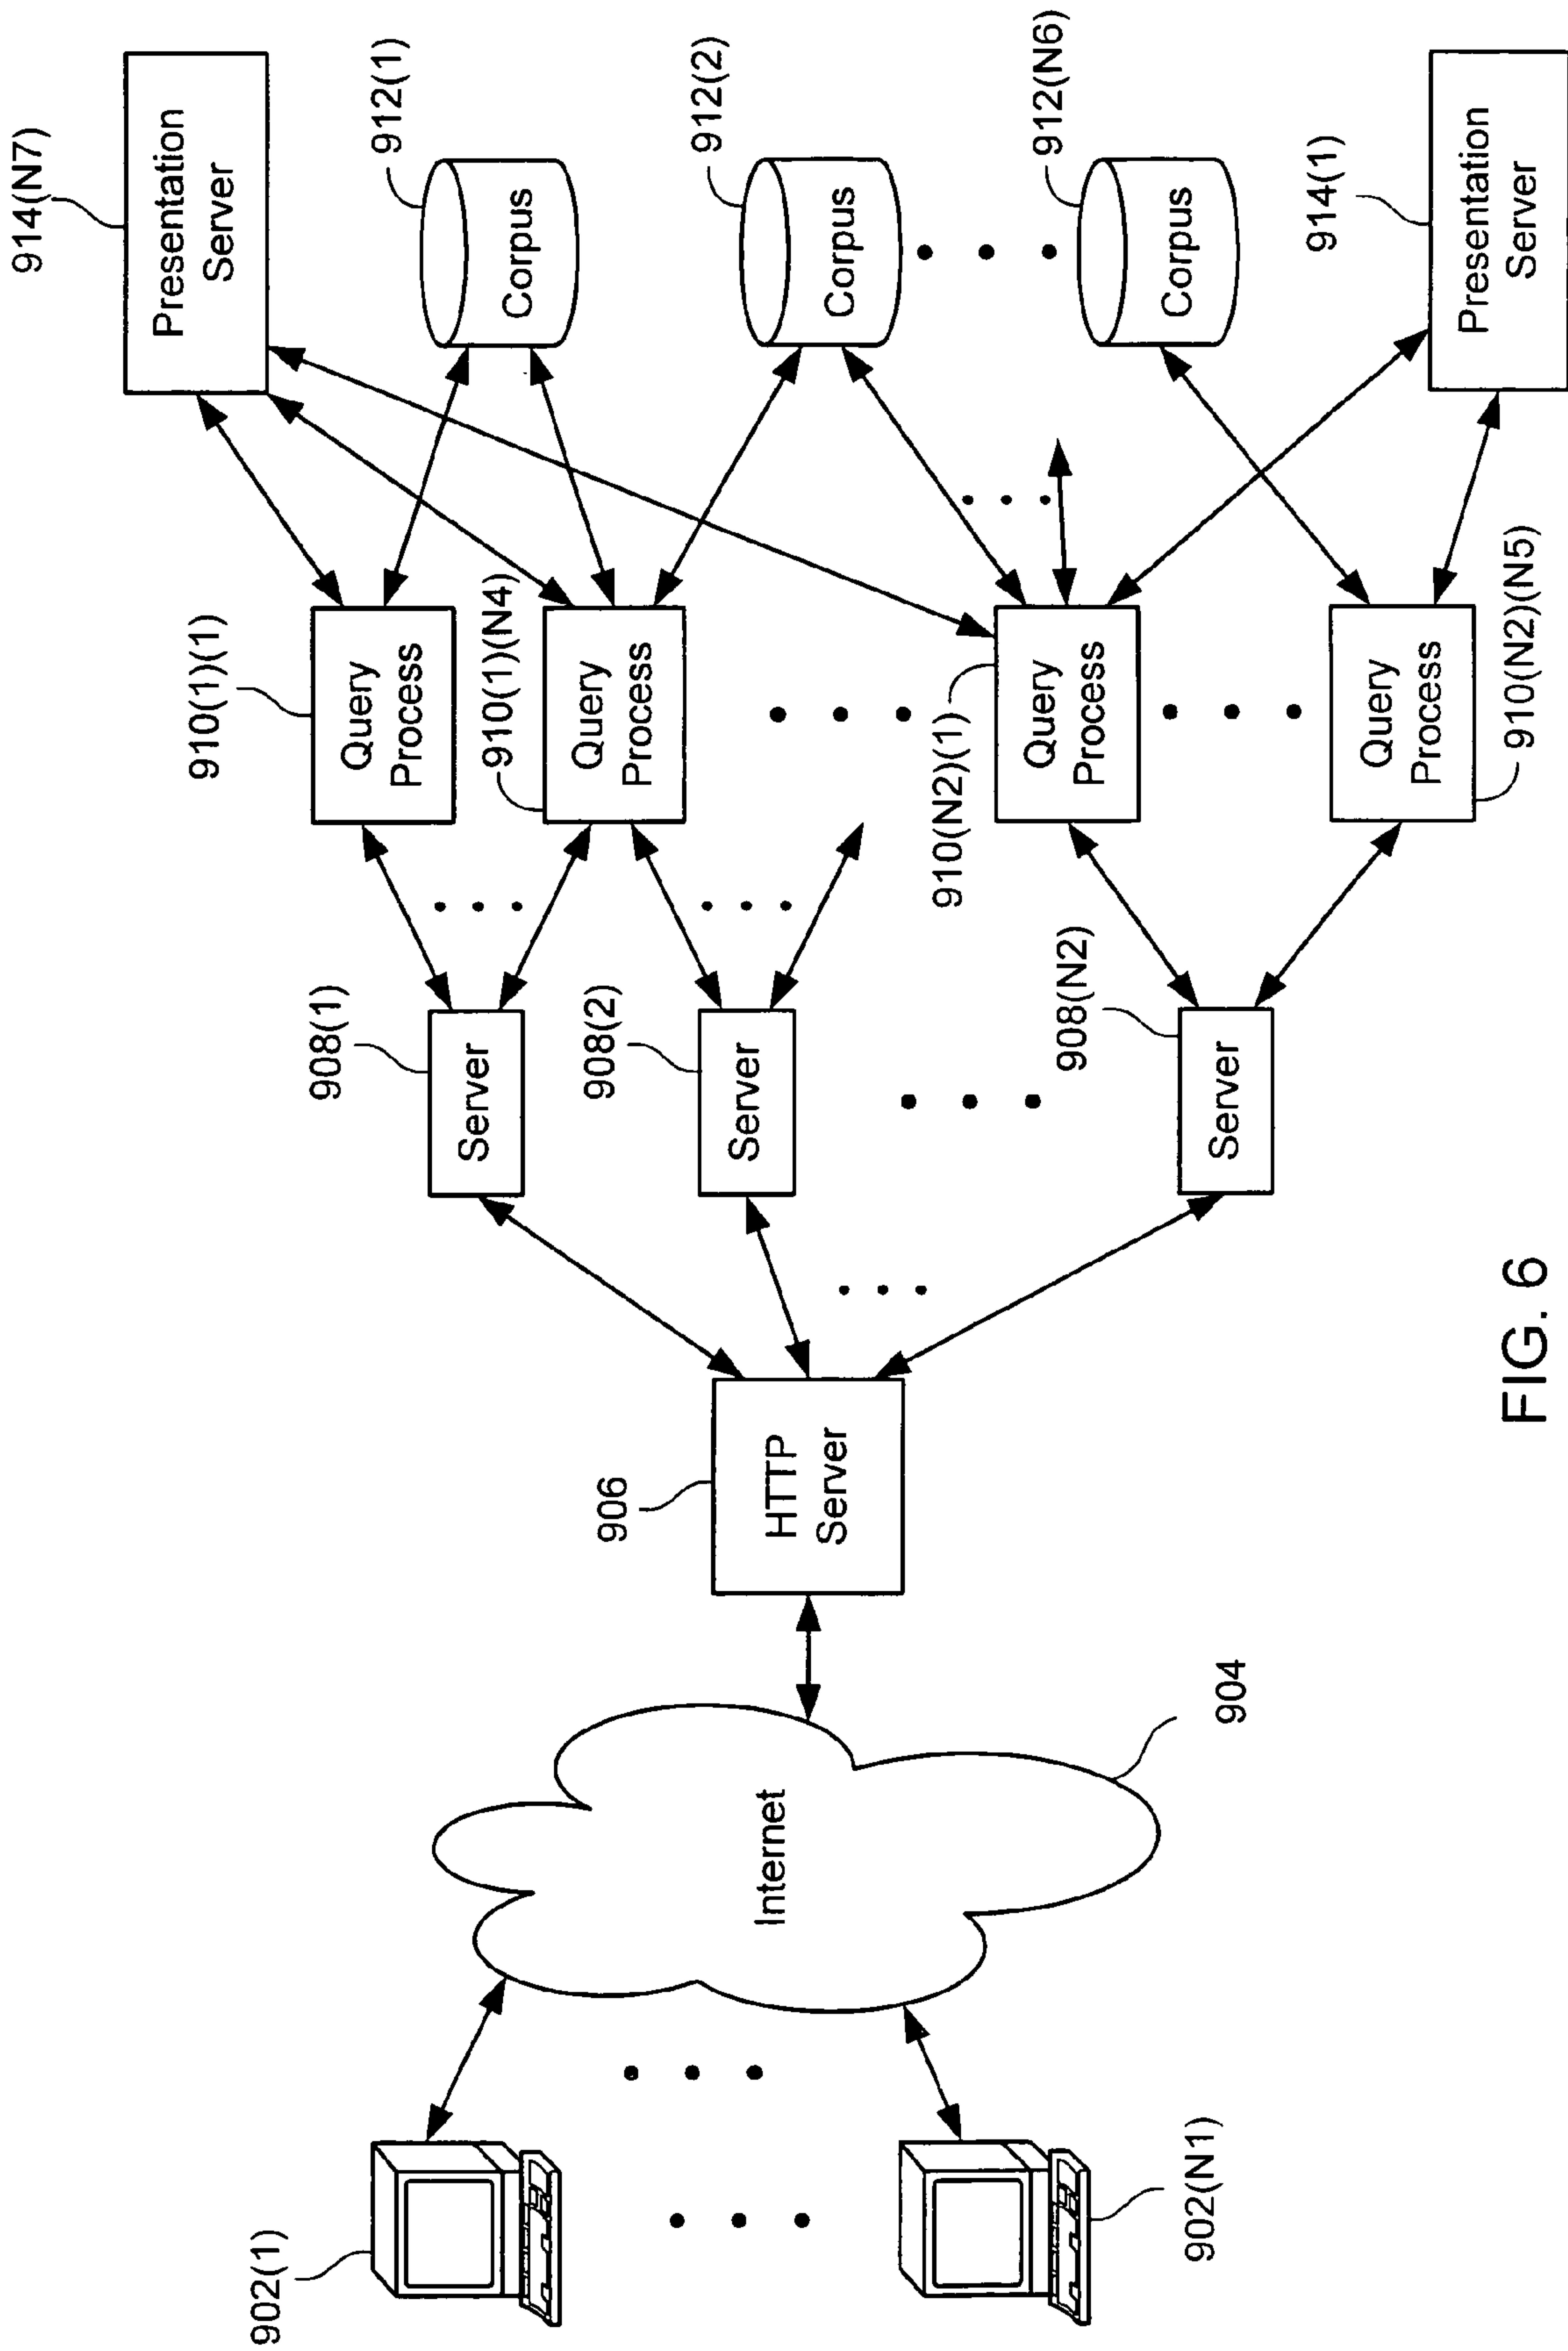 902(1)
902(N1)
Internet
904
906
HTTP
Server
908(1)
Server
908(2)
Server
908(N2)
Server
910(1)(1)
Query
Process
910(1)(N4)
Query
Process
910(N2)(1)
Query
Process
Query
Process
910(N2)(N5)
914(N7)
Presentation
Server
912(1)
Corpus
912(2)
Corpus
912(N6)
Corpus
914(1)
Presentation
Server
FIG. 6